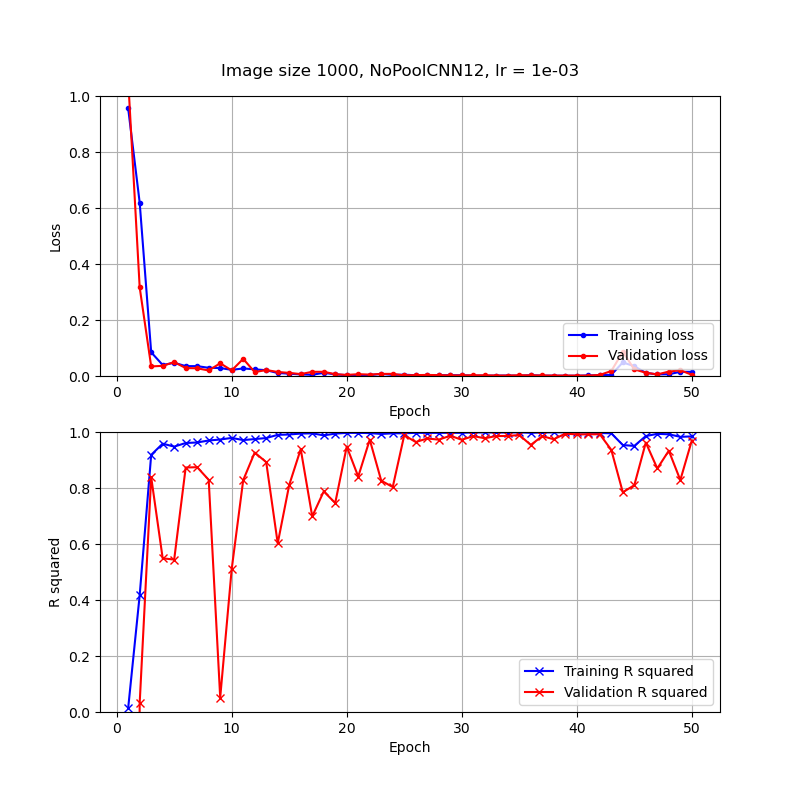 Image size 1000, NoPoolCNN12, lr = 1e-03
1.0
0.8
0.6
0.4
0.2
0.0
Loss
Training loss
Validation loss
0 10 20 30 40 50
Epoch
1.0
0.8
0.6
0.4
0.2
0.0
R squared
Training R squared
Validation R squared
0 10 20 30 40 50
Epoch